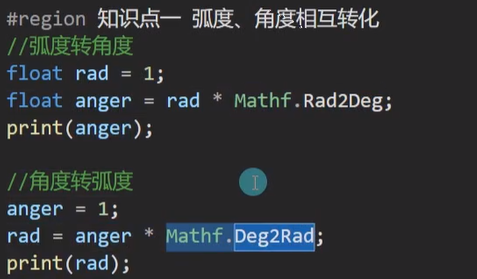 #region 知识点一 弧度、角度相互转化
//弧度转角度
float rad = 1;
float anger = rad * Mathf.Rad2Deg;
print(anger);
//角度转弧度
anger = 1;
rad = anger * Mathf.Deg2Rad;
print(rad);